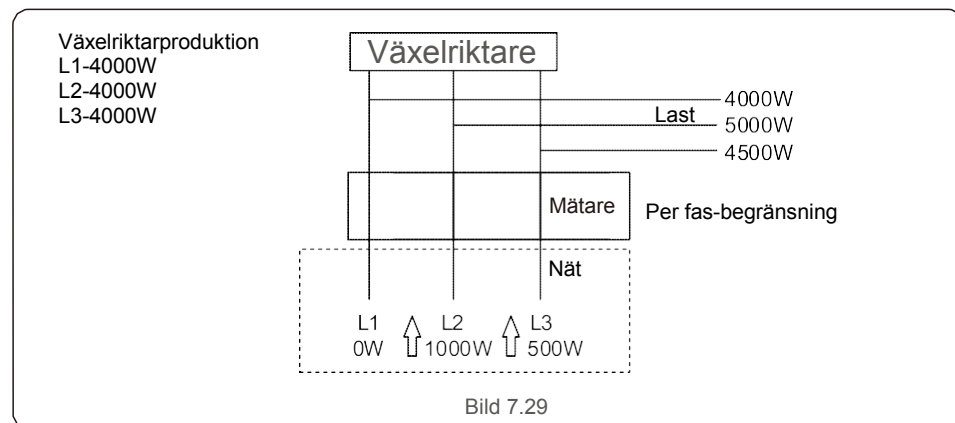 Växelriktarproduktion
L1-4000W
L2-4000W
L3-4000W
Växelriktare
4000W
Last
5000W
4500W
Mätare
Per fas-begränsning
Nät
L1 L2 L3
0W 1000W 500W
Bild 7.29